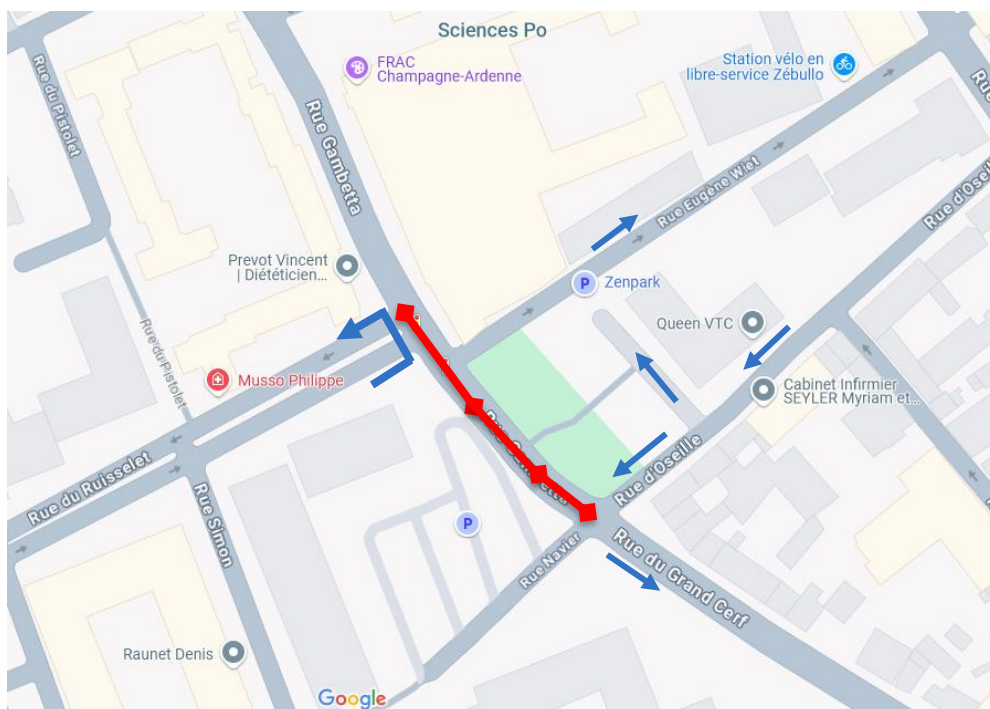 Sciences Po
FRAC
Champagne-Ardenne
Station vélo en
libre-service Zébullo
Rue du Pistolet
Rue Gambetta
Rue Eugène Wiet
Rue d'Oseille
Prevot Vincent
| Diététicien...
P
Zenpark
Queen VTC
Rue du Pistolet
Musso Philippe
Cabinet Infirmier
SEYLER Myriam et...
Rue d'Oseille
Rue du Ruisselet
Rue Simon
P
Rue Navier
Rue du Grand Cerf
Raunet Denis
Google